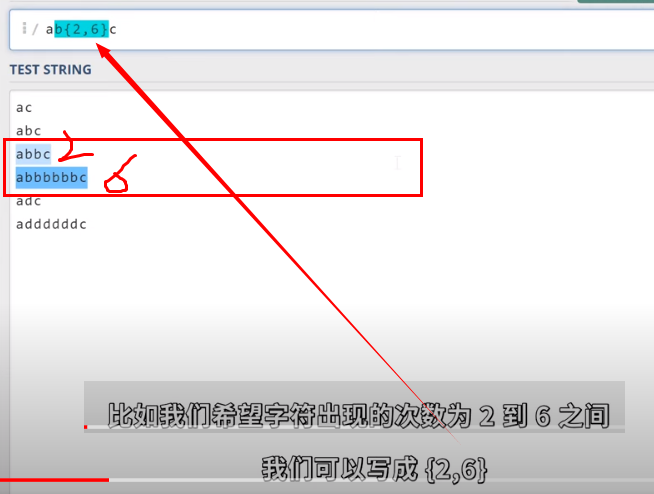 / ab{2,6}c
TEST STRING
ac
abc
abbc 2
abbbbbbc 6
adc
addddddc
比如我们希望字符出现的次数为 2 到 6 之间
我们可以写成 {2,6}